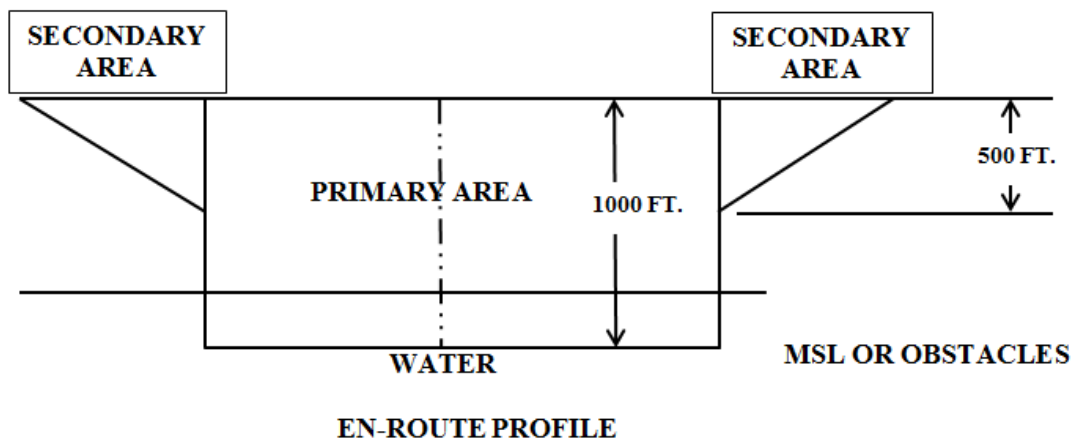 SECONDARY
AREA
SECONDARY
AREA
500 FT.
PRIMARY AREA
1000 FT.
WATER
MSL OR OBSTACLES
EN-ROUTE PROFILE